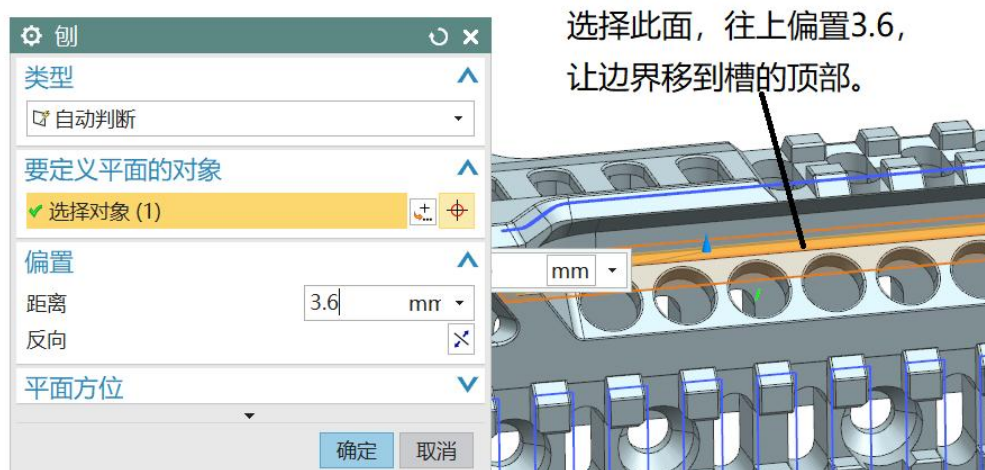 刨
类型
自动判断
要定义平面的对象
选择对象 (1)
偏置
距离 3.6 mm
反向
平面方位
确定 取消
选择此面，往上偏置3.6，
让边界移到槽的顶部。
mm